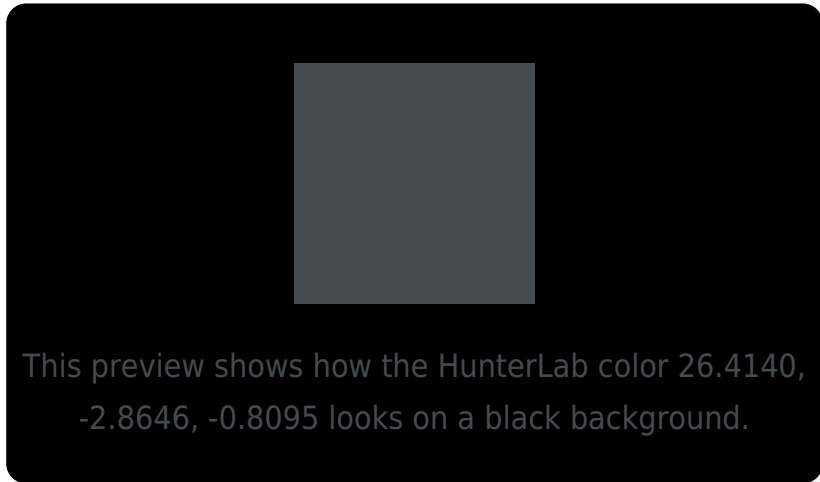 This preview shows how the HunterLab color 26.4140,
-2.8646, -0.8095 looks on a black background.